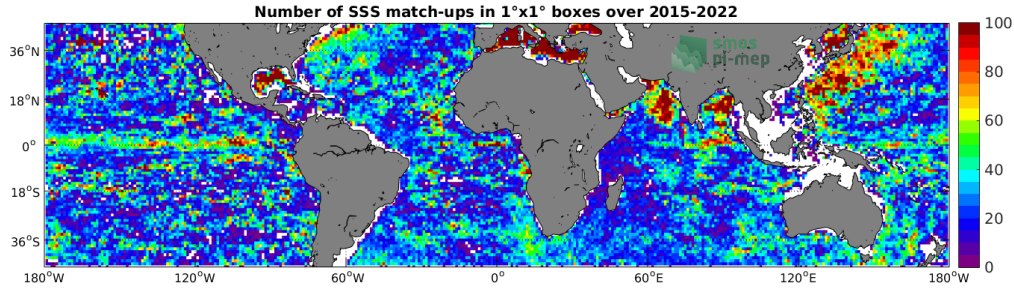 Number of SSS match-ups in 1°x1° boxes over 2015-2022
smos
pi-mep
36°N
18°N
0°
18°S
36°S
180°W
120°W
60°W
0°
60°E
120°E
180°W
100
80
60
40
20
0